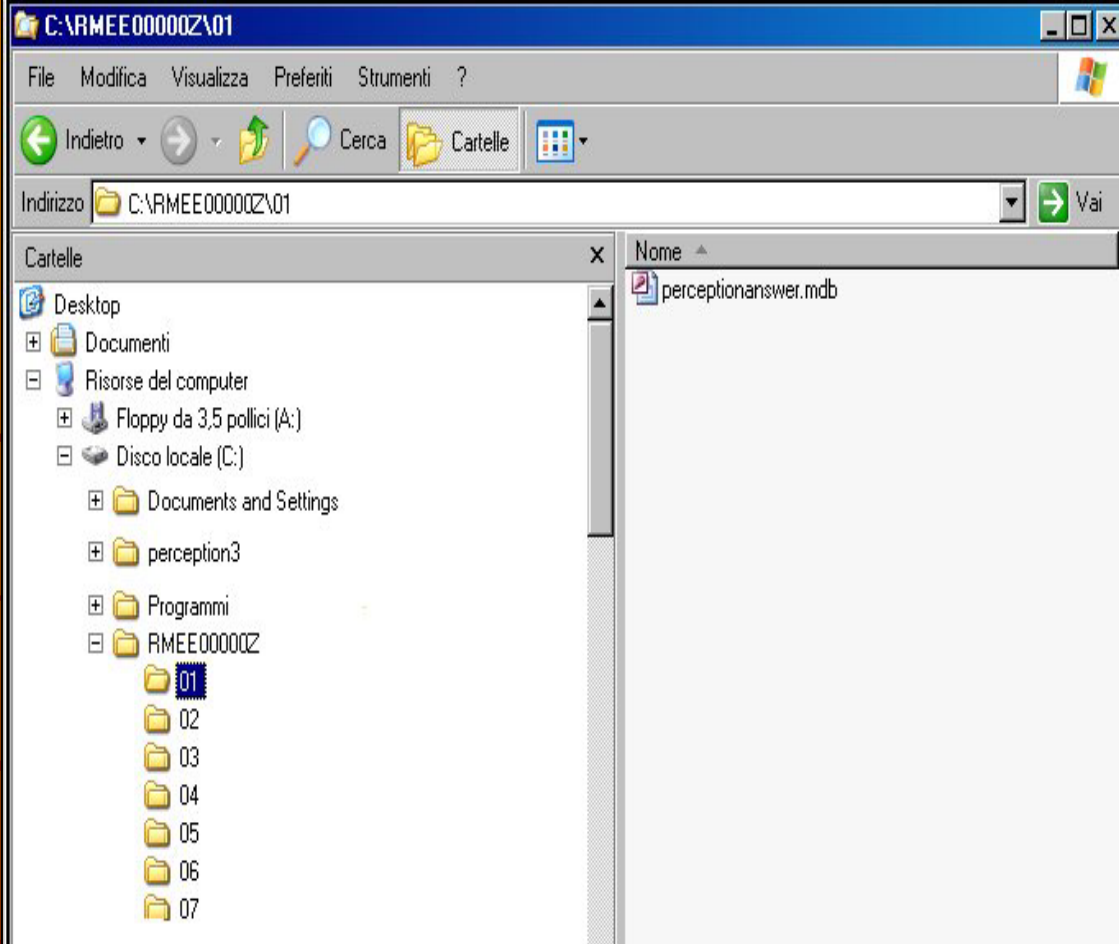 C:\RMEE00000Z\01
File Modifica Visualizza Preferiti Strumenti ?
Indietro Cerca Cartelle
Indirizzo C:\RMEE00000Z\01 Vai
Cartelle x
Nome
perceptionanswer.mdb
Desktop
Documenti
Risorse del computer
Floppy da 3,5 pollici (A:)
Disco locale (C:)
Documents and Settings
perception3
Programmi
RMEE00000Z
01
02
03
04
05
06
07